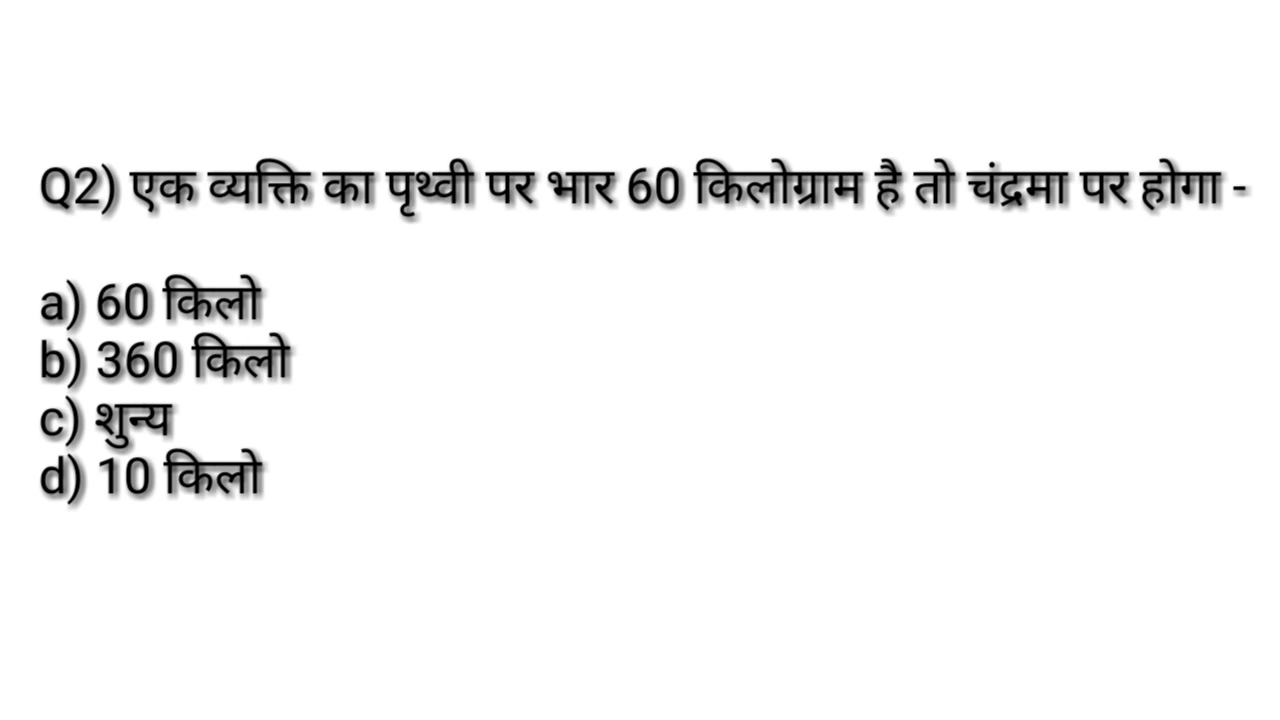 Q2) एक व्यक्ति का पृथ्वी पर भार 60 किलोग्राम है तो चंद्रमा पर होगा -
a) 60 किलो
b) 360 किलो
c) शुन्य
d) 10 किलो